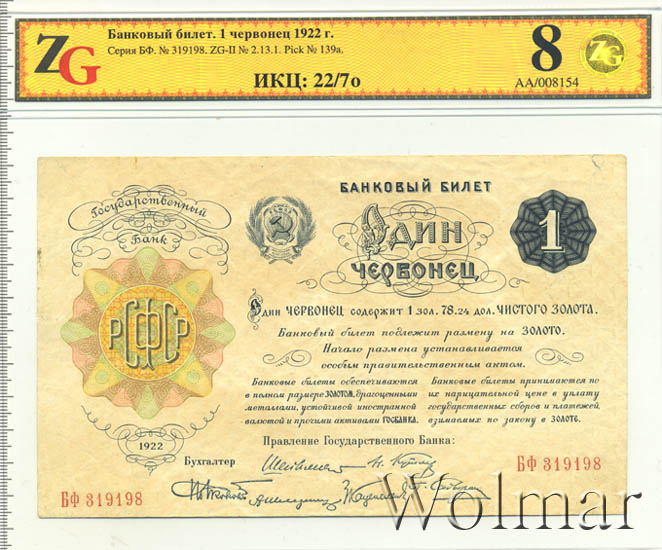 ZG
Банковый билет. 1 червонец 1922 г.
Серия БФ. № 319198. ZG-II № 2.13.1. Pick № 139a.
ИКЦ: 22/7о
8
ZG
АА/008154
Государственный
Банк
РСФСР
1922
БАНКОВЫЙ БИЛЕТ
ОДИН
ЧЕРВОНЕЦ
1
Один ЧЕРВОНЕЦ содержит 1 зол. 78.24 дол. ЧИСТОГО ЗОЛОТА.
Банковый билет подлежит размену на ЗОЛОТО.
Начало размена устанавливается
особым правительственным актом.
Банковые билеты обеспечиваются
в полном размере ЗОЛОТОМ, драгоценными
металлами, устойчивой иностранной
валютой и прочими активами ГОСБАНКА.
Банковые билеты принимаются по
их нарицательной цене в уплату
государственных сборов и платежей,
взимаемых по закону в ЗОЛОТЕ.
Правление Государственного Банка:
Бухгалтер
БФ 319198
БФ 319198
Wolmar